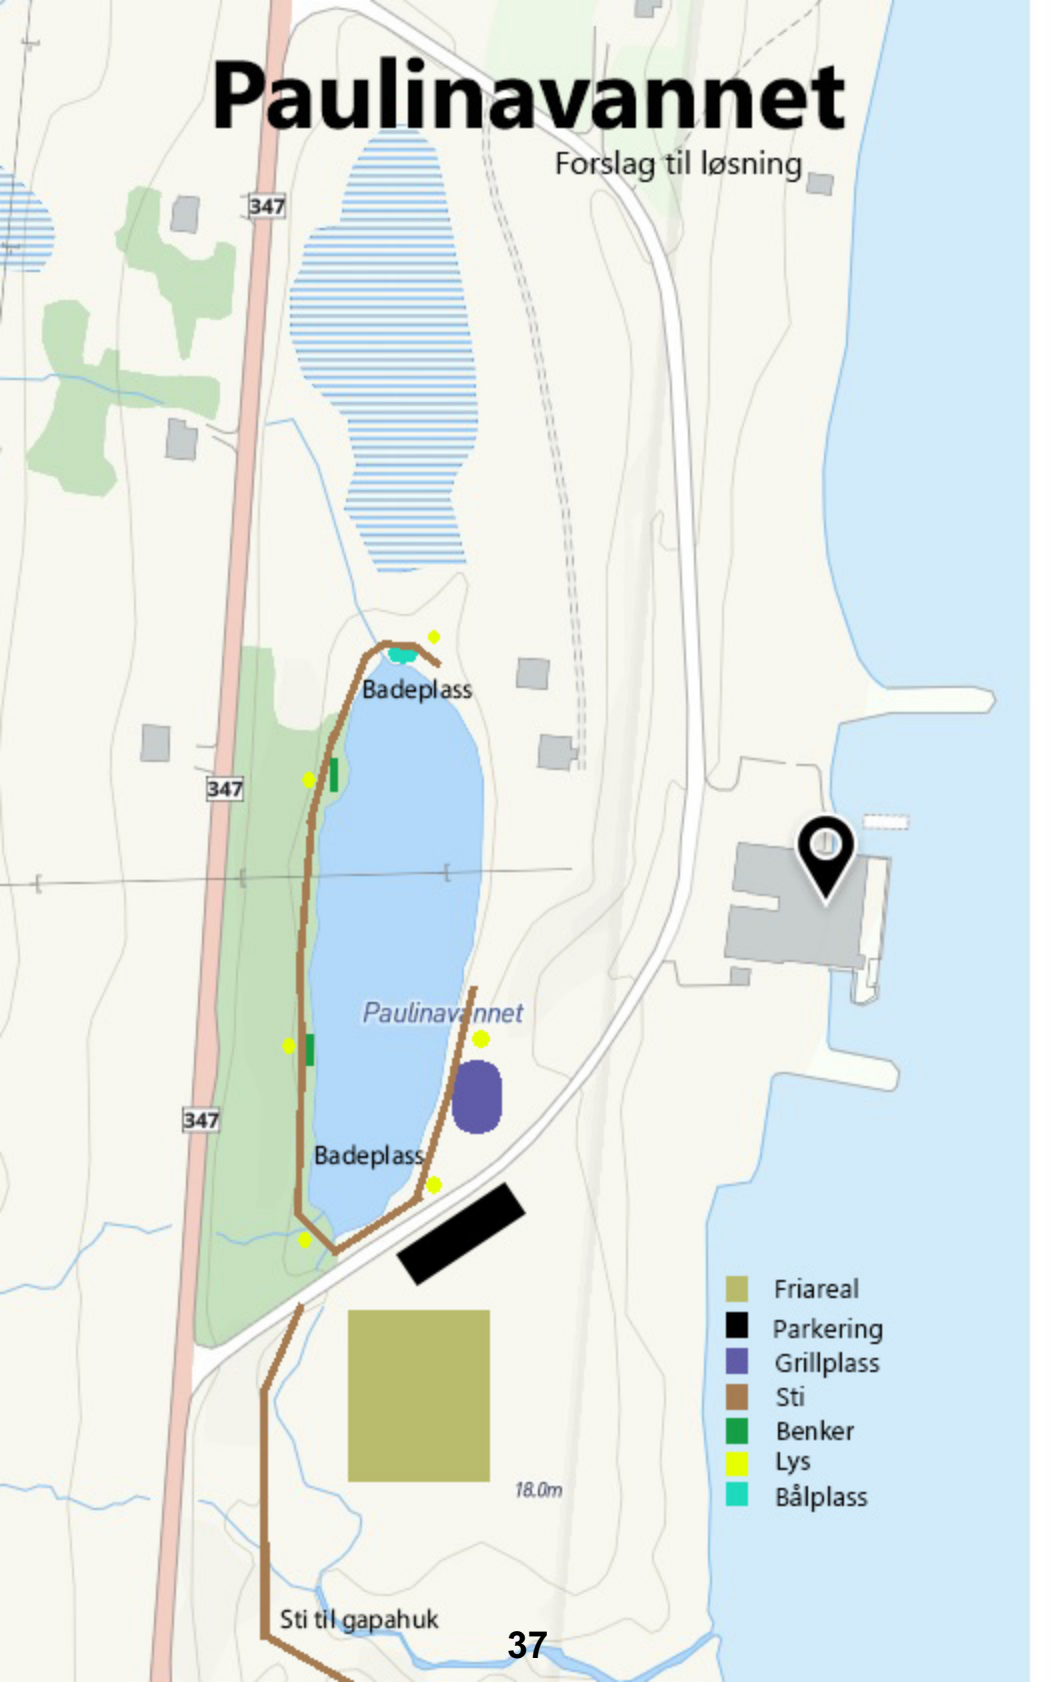 Paulinavannet
Forslag til løsning
347
Badeplass
347
Paulinavannet
347
Badeplass
Friareal
Parkering
Grillplass
Sti
Benker
Lys
Bålplass
18.0m
Sti til gapahuk
37